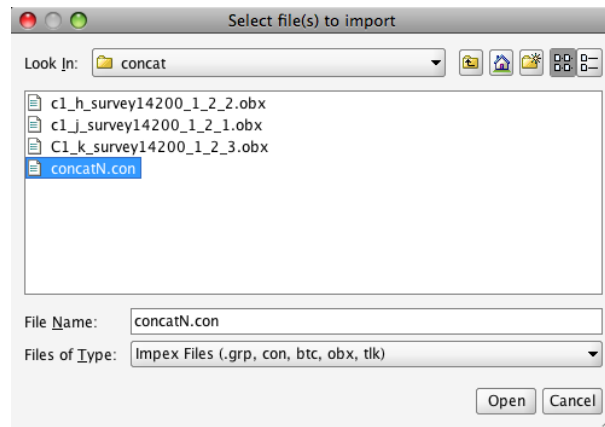 Select file(s) to import
Look In: concat
c1_h_survey14200_1_2_2.obx
c1_j_survey14200_1_2_1.obx
C1_k_survey14200_1_2_3.obx
concatN.con
File Name: concatN.con
Files of Type: Impex Files (.grp, con, btc, obx, tlk)
Open Cancel